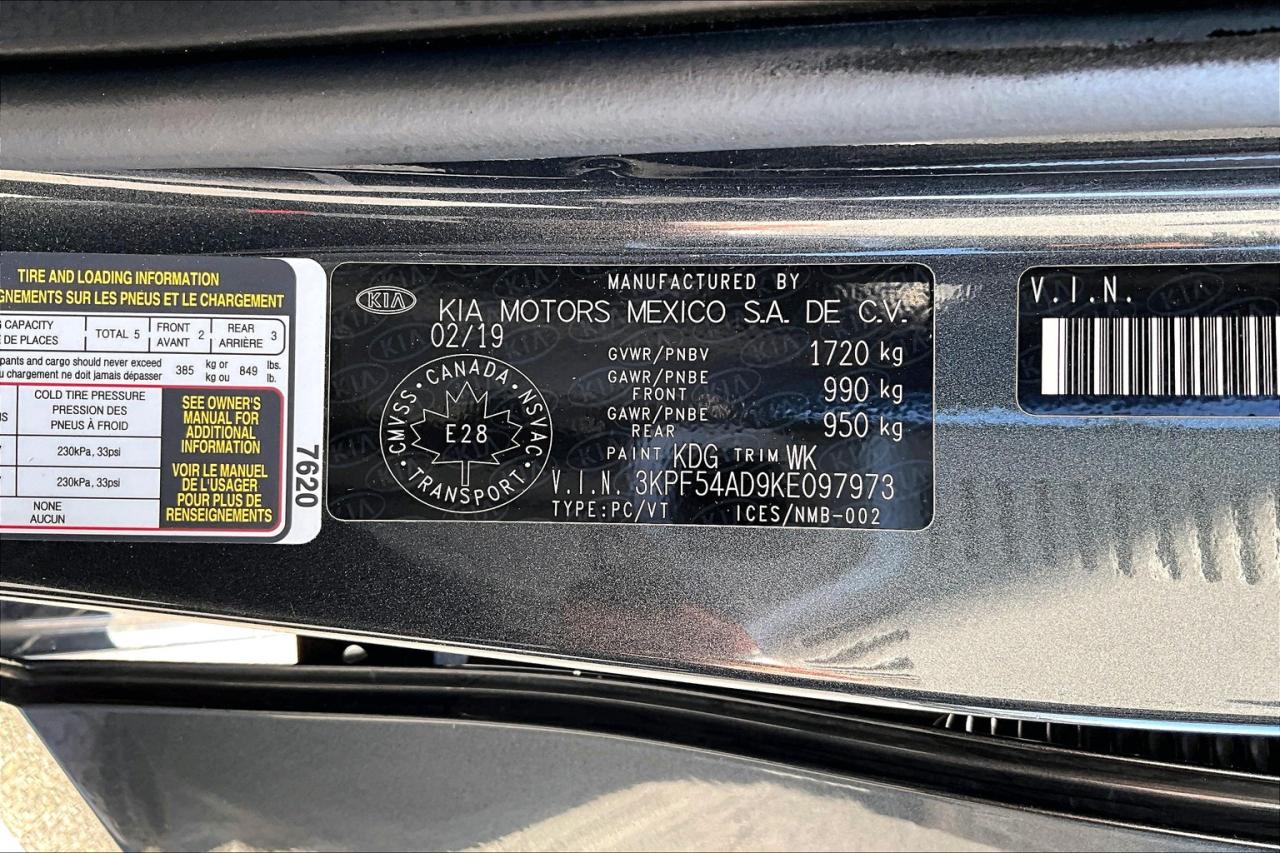 TIRE AND LOADING INFORMATION
GNEMENTS SUR LES PNEUS ET LE CHARGEMENT
CAPACITY
DE PLACES
TOTAL 5
FRONT
AVANT 2
REAR
ARRIÈRE 3
pants and cargo should never exceed
chargement ne doit jamais dépasser
385
kg or
kg ou
849
lbs.
lb.
COLD TIRE PRESSURE
PRESSION DES
PNEUS À FROID
230kPa, 33psi
230kPa, 33psi
NONE
AUCUN
SEE OWNER'S
MANUAL FOR
ADDITIONAL
INFORMATION
VOIR LE MANUEL
DE L'USAGER
POUR PLUS DE
RENSEIGNEMENTS
7620
KIA
MANUFACTURED BY
KIA MOTORS MEXICO S.A. DE C.V.
02/19
GVWR/PNBV 1720 kg
GAWR/PNBE
FRONT
990 kg
GAWR/PNBE
REAR
950 kg
CANADA
CMVSS
NSVAC
E28
TRANSPORT
PAINT KDG TRIM WK
V.I.N. 3KPF54AD9KE097973
TYPE:PC/VT ICES/NMB-002
V.I.N.